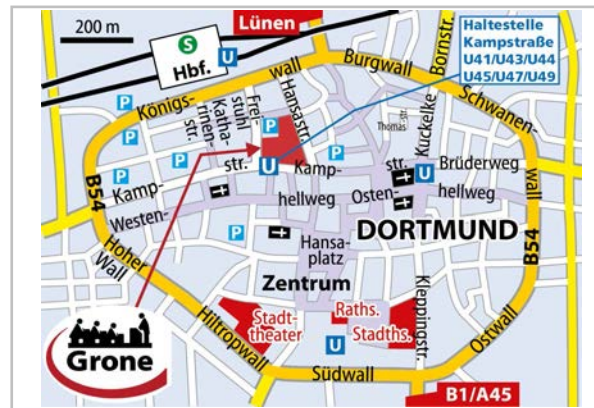 200 m
Lünen
Haltestelle
Kampstraße
U41/U43/U44
U45/U47/U49
S
Hbf.
U
Bornstr.
Burgwall
wall
Königs-
Schwanen-
wall
Frei-
stuhl
Katha-
rinen-
str.
Hansastr.
Thomas-
str.
Kuckelke
P
P
P
P
P
P
P
P
str.
U
Kamp-
str.
U
Brüderweg
Kamp-
hellweg
Osten-
hellweg
Westen-
B54
B54
Hansa-
platz
DORTMUND
Hoher
Wall
Zentrum
Kleppingstr.
Stadt-
theater
Raths.
Stadths.
Hiltropwall
Ostwall
U
Grone
Südwall
B1/A45